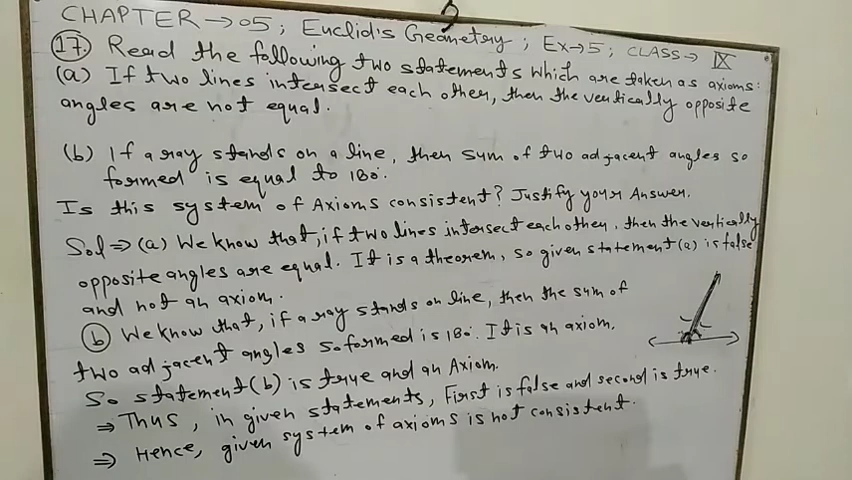 CHAPTER → 05 ; Euclid's Geometry ; Ex→5 ; CLASS→ IX
17. Read the following two statements which are taken as axioms:
(a) If two lines intersect each other, then the vertically opposite
angles are not equal.
(b) If a ray stands on a line, then sum of two adjacent angles so
formed is equal to 180°.
Is this system of Axioms consistent? Justify your Answer.
Sol ⇒ (a) We know that, if two lines intersect each other, then the vertically
opposite angles are equal. It is a theorem, so given statement (a) is false
and not an axiom.
(b) We know that, if a ray stands on line, then the sum of
two adjacent angles so formed is 180°. It is an axiom.
So statement (b) is true and an Axiom.
⇒ Thus, in given statements, First is false and second is true.
⇒ Hence, given system of axioms is not consistent.